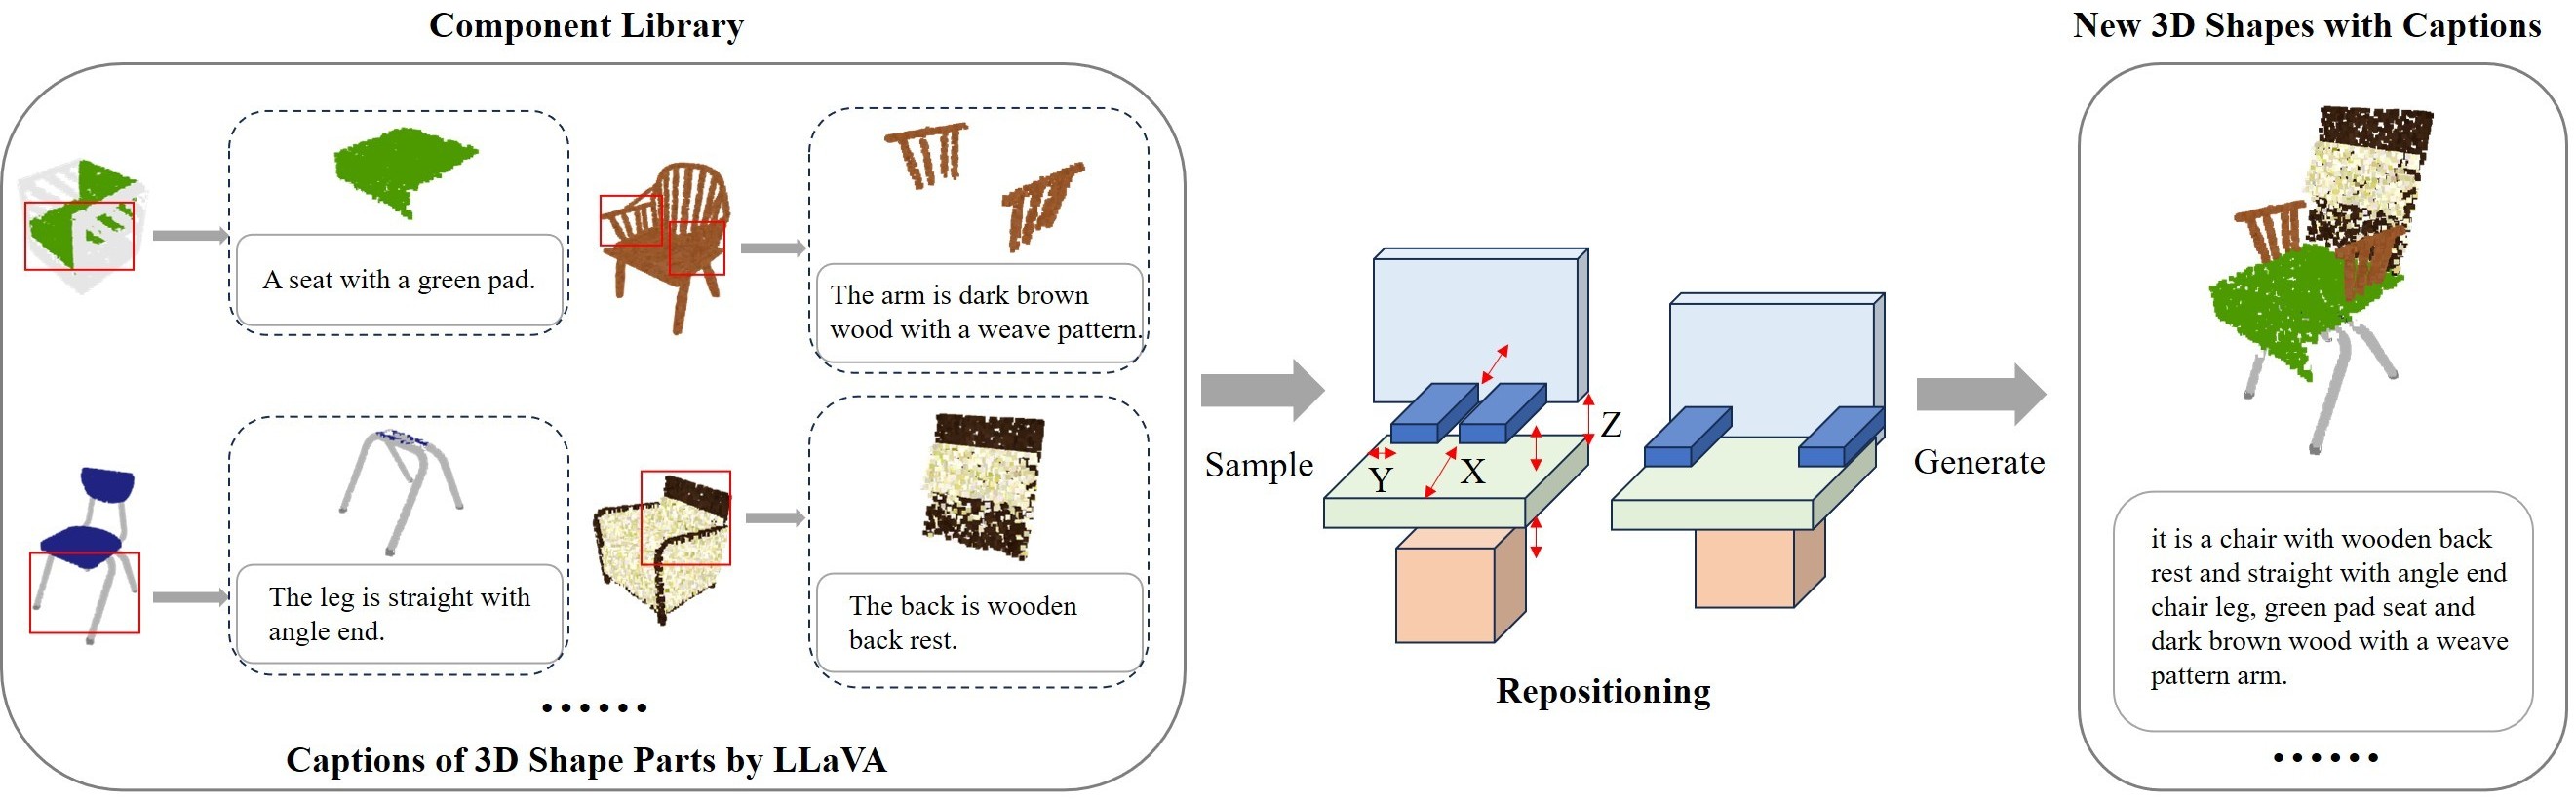 Component Library
A seat with a green pad.
The arm is dark brown
wood with a weave pattern.
The leg is straight with
angle end.
The back is wooden
back rest.
......
Captions of 3D Shape Parts by LLaVA
Sample
Z
Y
X
Repositioning
Generate
New 3D Shapes with Captions
it is a chair with wooden back
rest and straight with angle end
chair leg, green pad seat and
dark brown wood with a weave
pattern arm.
......